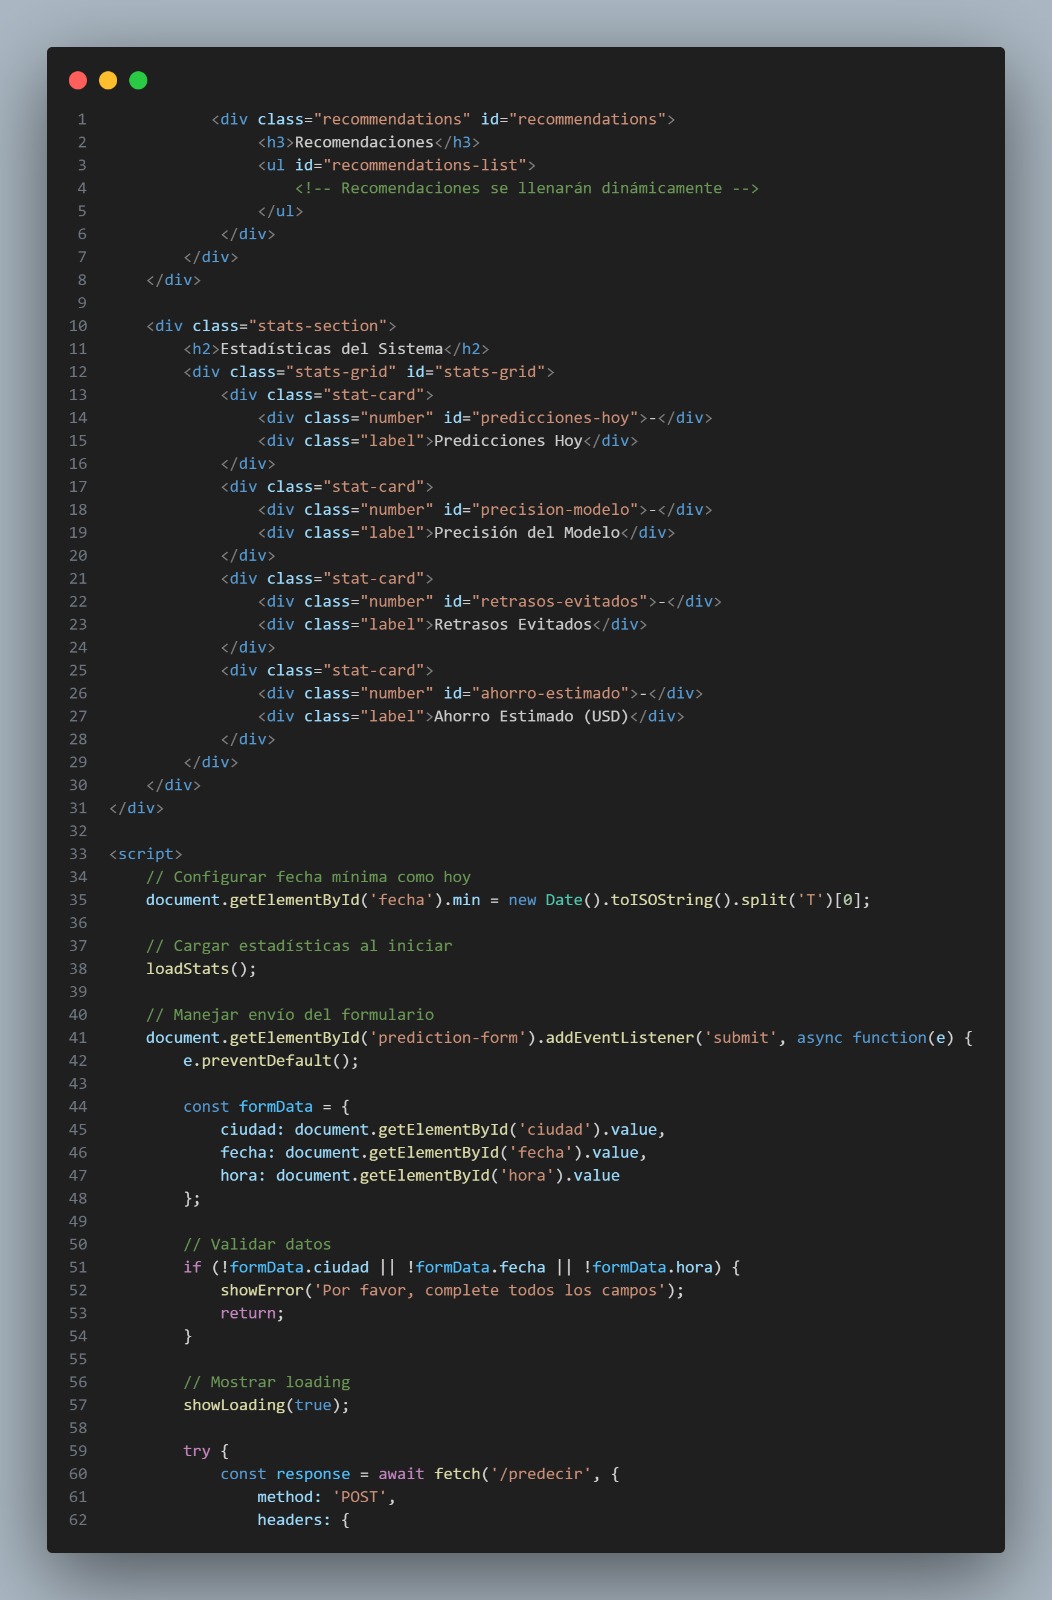 1 <div class="recommendations" id="recommendations">
2 <h3>Recomendaciones</h3>
3 <ul id="recommendations-list">
4 <!-- Recomendaciones se llenarán dinámicamente -->
5 </ul>
6 </div>
7 </div>
8 </div>
9
10 <div class="stats-section">
11 <h2>Estadísticas del Sistema</h2>
12 <div class="stats-grid" id="stats-grid">
13 <div class="stat-card">
14 <div class="number" id="predicciones-hoy">-</div>
15 <div class="label">Predicciones Hoy</div>
16 </div>
17 <div class="stat-card">
18 <div class="number" id="precision-modelo">-</div>
19 <div class="label">Precisión del Modelo</div>
20 </div>
21 <div class="stat-card">
22 <div class="number" id="retrasos-evitados">-</div>
23 <div class="label">Retrasos Evitados</div>
24 </div>
25 <div class="stat-card">
26 <div class="number" id="ahorro-estimado">-</div>
27 <div class="label">Ahorro Estimado (USD)</div>
28 </div>
29 </div>
30 </div>
31 </div>
32
33 <script>
34 // Configurar fecha mínima como hoy
35 document.getElementById('fecha').min = new Date().toISOString().split('T')[0];
36
37 // Cargar estadísticas al iniciar
38 loadStats();
39
40 // Manejar envío del formulario
41 document.getElementById('prediction-form').addEventListener('submit', async function(e) {
42 e.preventDefault();
43
44 const formData = {
45 ciudad: document.getElementById('ciudad').value,
46 fecha: document.getElementById('fecha').value,
47 hora: document.getElementById('hora').value
48 };
49
50 // Validar datos
51 if (!formData.ciudad || !formData.fecha || !formData.hora) {
52 showError('Por favor, complete todos los campos');
53 return;
54 }
55
56 // Mostrar loading
57 showLoading(true);
58
59 try {
60 const response = await fetch('/predecir', {
61 method: 'POST',
62 headers: {